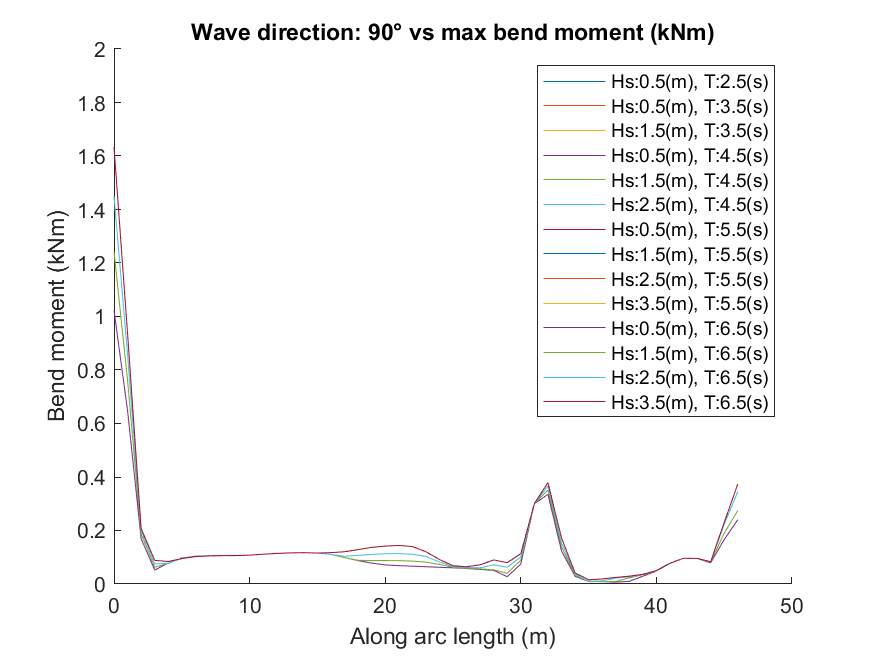 Wave direction: 90° vs max bend moment (kNm)
2
1.8
1.6
1.4
1.2
1
0.8
0.6
0.4
0.2
0
Bend moment (kNm)
Hs:0.5(m), T:2.5(s)
Hs:0.5(m), T:3.5(s)
Hs:1.5(m), T:3.5(s)
Hs:0.5(m), T:4.5(s)
Hs:1.5(m), T:4.5(s)
Hs:2.5(m), T:4.5(s)
Hs:0.5(m), T:5.5(s)
Hs:1.5(m), T:5.5(s)
Hs:2.5(m), T:5.5(s)
Hs:3.5(m), T:5.5(s)
Hs:0.5(m), T:6.5(s)
Hs:1.5(m), T:6.5(s)
Hs:2.5(m), T:6.5(s)
Hs:3.5(m), T:6.5(s)
0 10 20 30 40 50
Along arc length (m)